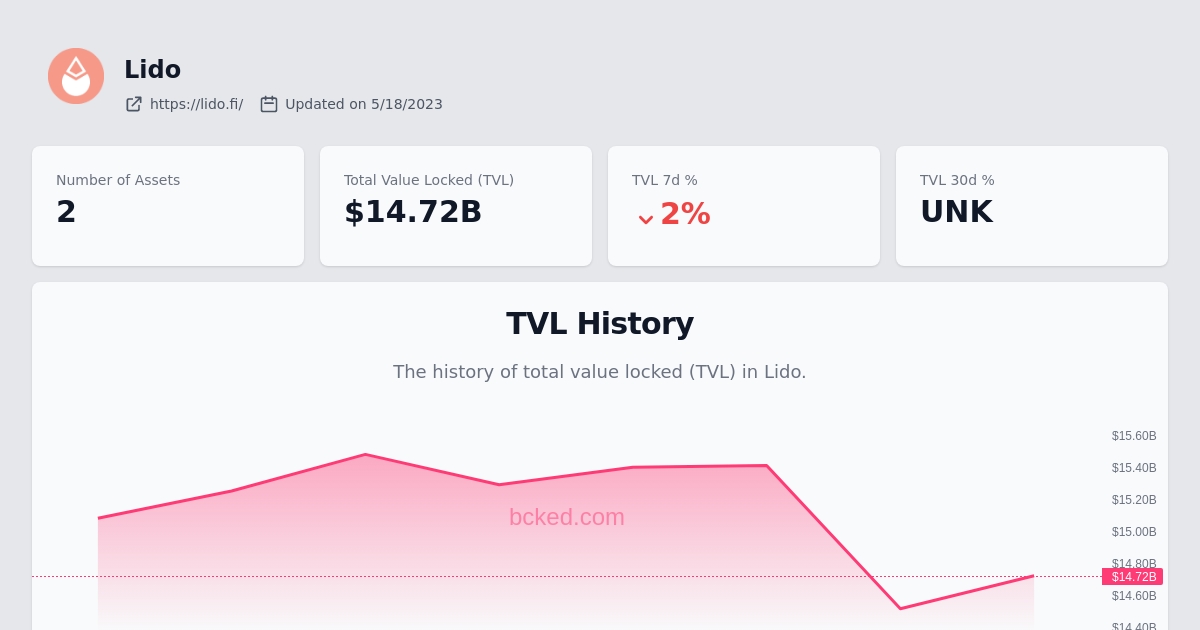 Lido
https://lido.fi/ Updated on 5/18/2023
Number of Assets
2
Total Value Locked (TVL)
$14.72B
TVL 7d %
2%
TVL 30d %
UNK
TVL History
The history of total value locked (TVL) in Lido.
bcked.com
$15.60B
$15.40B
$15.20B
$15.00B
$14.80B
$14.72B
$14.60B
$14.40B